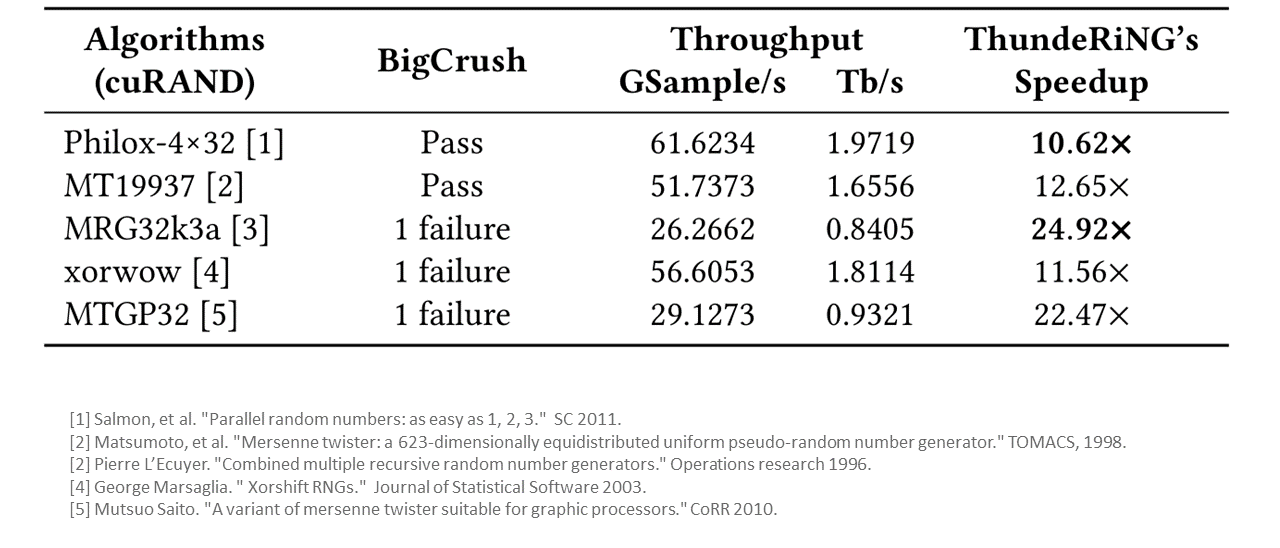 Algorithms (cuRAND) BigCrush Throughput GSample/s Tb/s ThundeRiNG's Speedup
Philox-4×32 [1] Pass 61.6234 1.9719 10.62×
MT19937 [2] Pass 51.7373 1.6556 12.65×
MRG32k3a [3] 1 failure 26.2662 0.8405 24.92×
xorwow [4] 1 failure 56.6053 1.8114 11.56×
MTGP32 [5] 1 failure 29.1273 0.9321 22.47×
[1] Salmon, et al. "Parallel random numbers: as easy as 1, 2, 3." SC 2011.
[2] Matsumoto, et al. "Mersenne twister: a 623-dimensionally equidistributed uniform pseudo-random number generator." TOMACS, 1998.
[2] Pierre L’Ecuyer. "Combined multiple recursive random number generators." Operations research 1996.
[4] George Marsaglia. " Xorshift RNGs." Journal of Statistical Software 2003.
[5] Mutsuo Saito. "A variant of mersenne twister suitable for graphic processors." CoRR 2010.